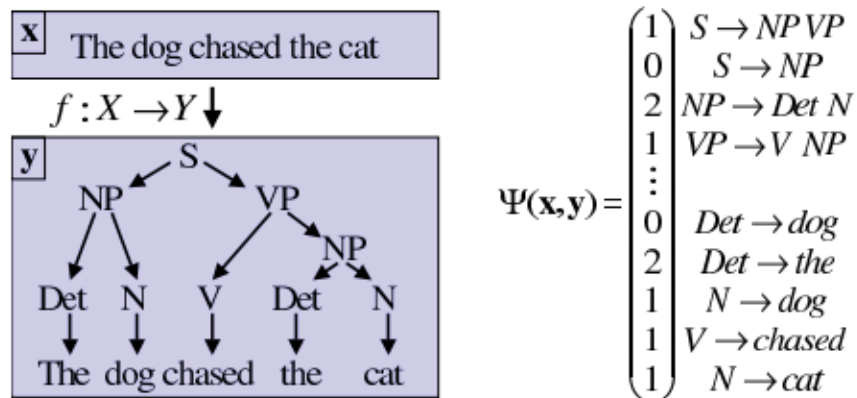 x
The dog chased the cat
f : X → Y
y
S
NP VP
NP
Det N V Det N
The dog chased the cat
Ψ(x,y) =
1 S → NP VP
0 S → NP
2 NP → Det N
1 VP → V NP
⋮
0 Det → dog
2 Det → the
1 N → dog
1 V → chased
1 N → cat